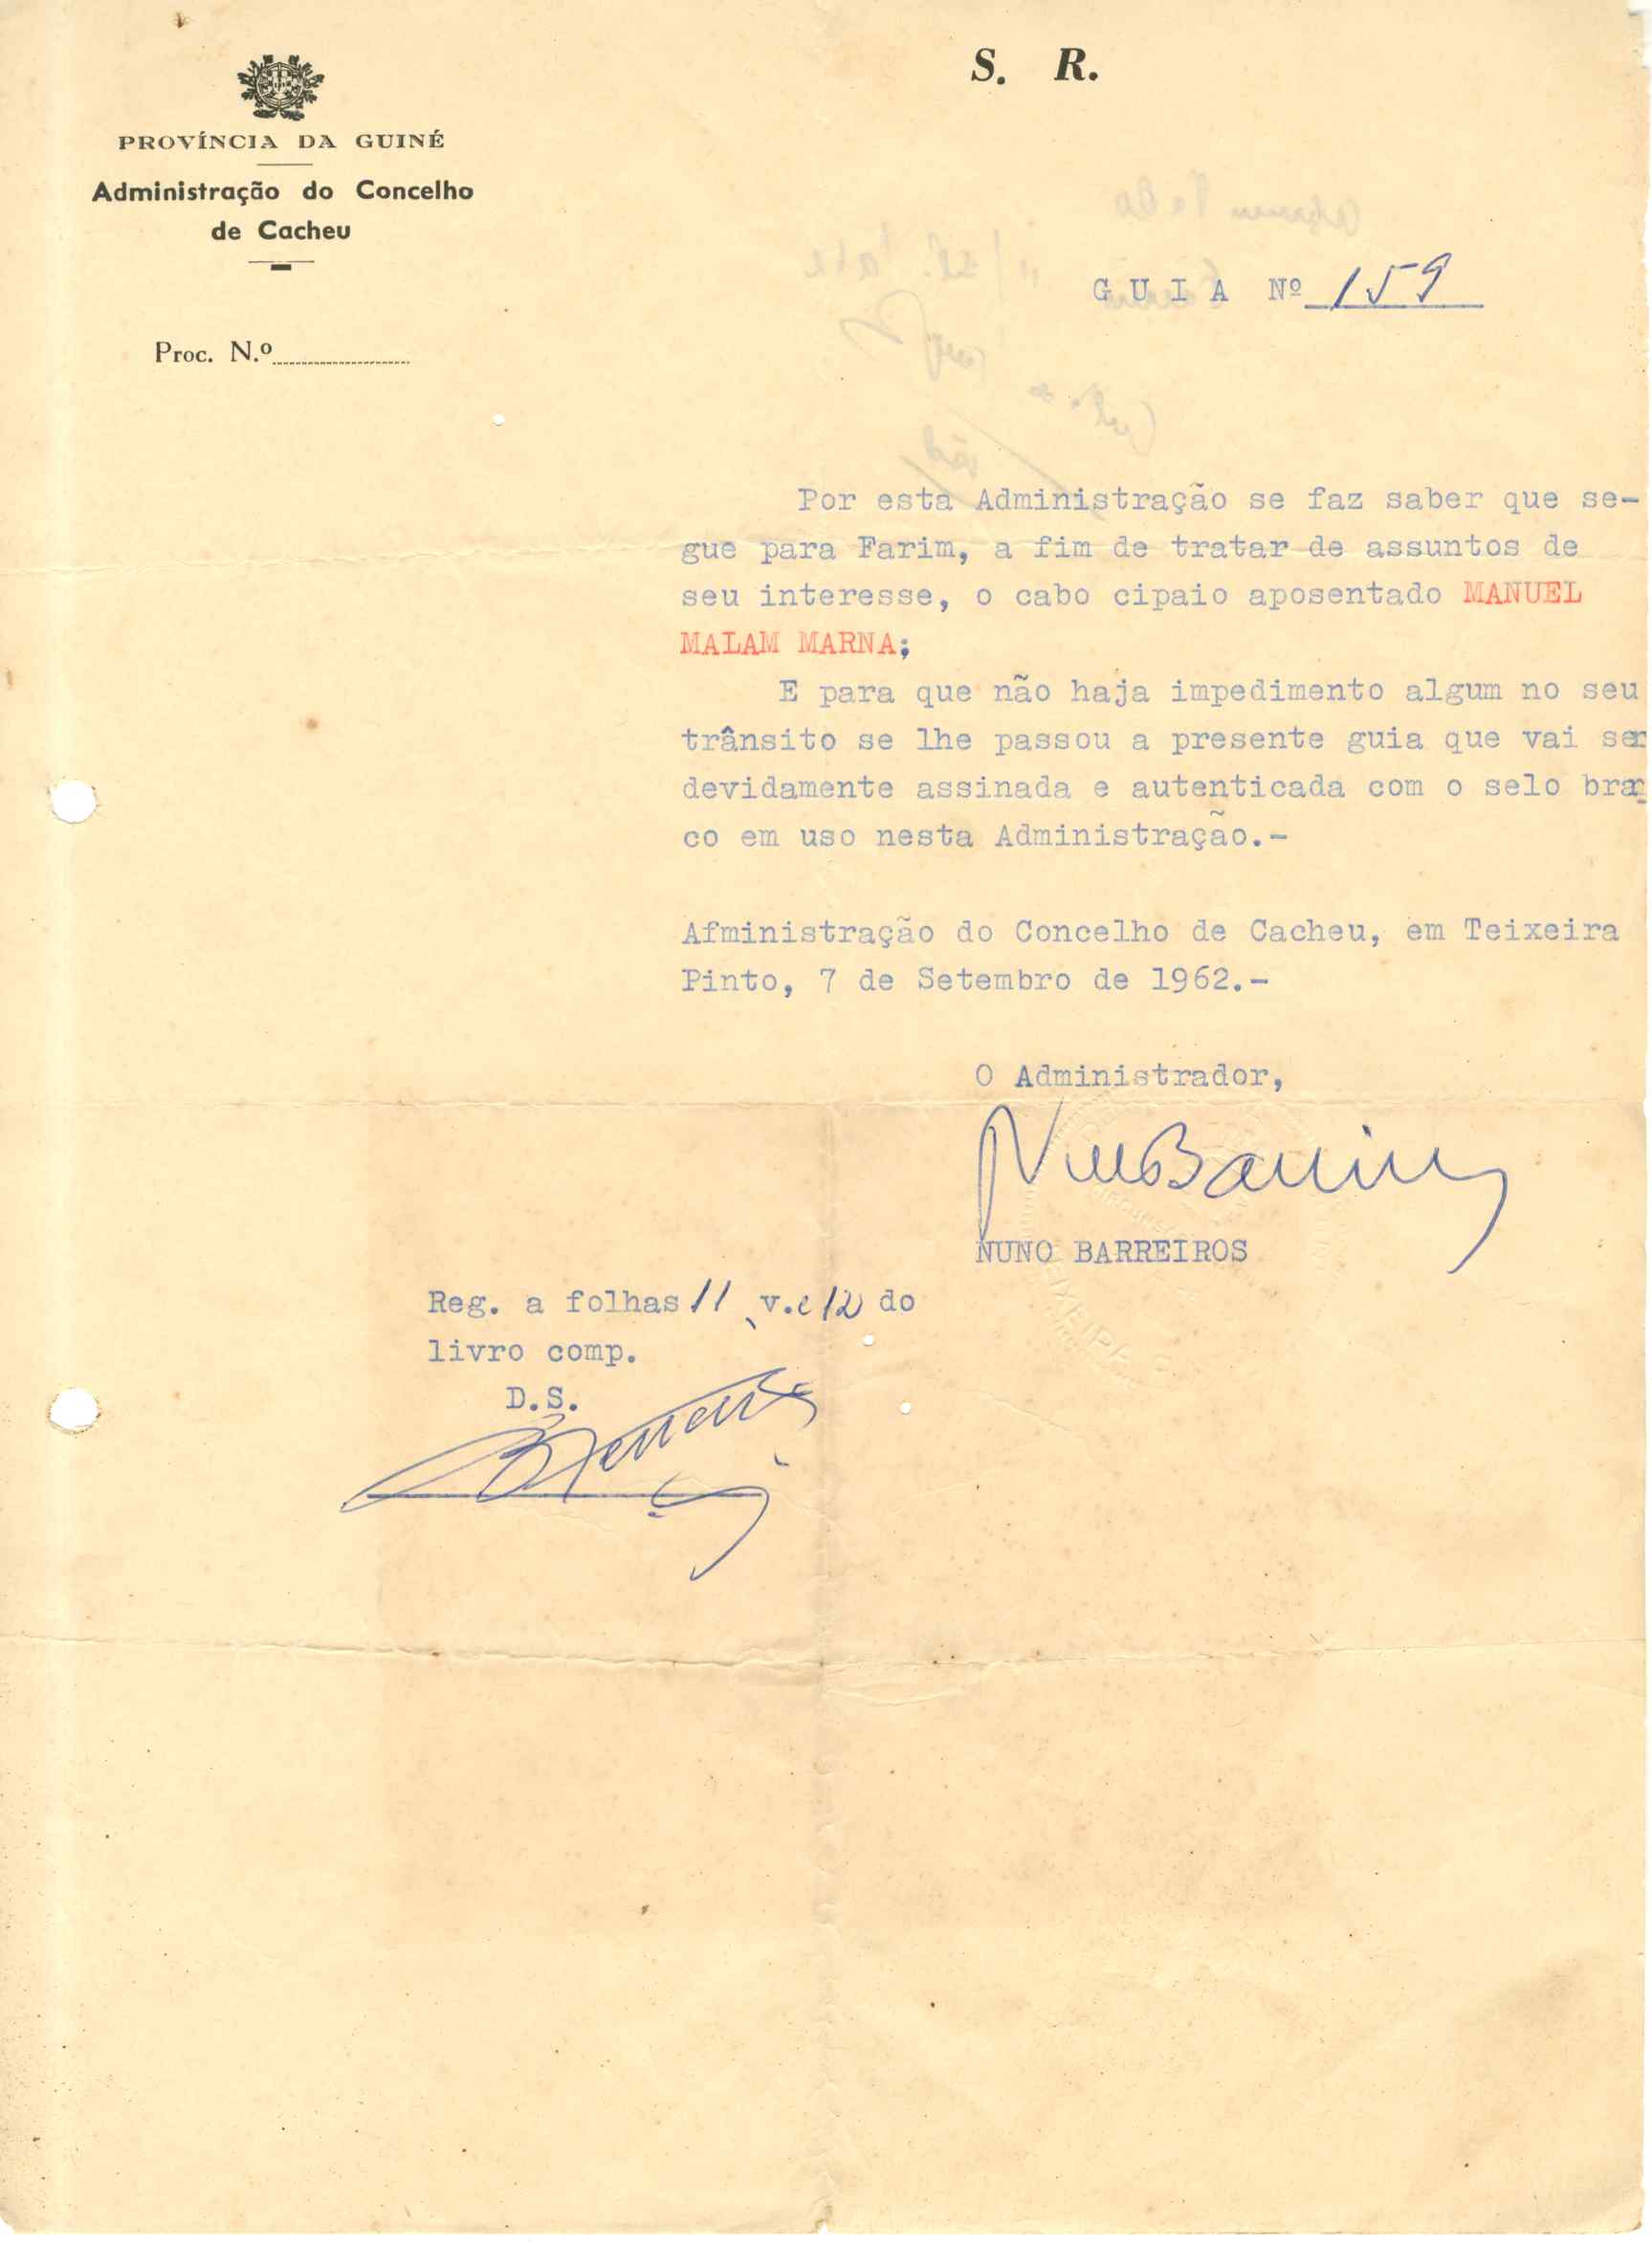 S. R.
PROVÍNCIA DA GUINÉ
Administração do Concelho
de Cacheu
GUIA Nº 159
Proc. N.º
Por esta Administração se faz saber que se-
gue para Farim, a fim de tratar de assuntos de
seu interesse, o cabo cipaio aposentado MANUEL
MALAM MARNA;
E para que não haja impedimento algum no seu
trânsito se lhe passou a presente guia que vai ser
devidamente assinada e autenticada com o selo bran
co em uso nesta Administração.-
Afministração do Concelho de Cacheu, em Teixeira
Pinto, 7 de Setembro de 1962.-
O Administrador,
NUNO BARREIROS
Reg. a folhas 11 v.e 12 do
livro comp.
D.S.